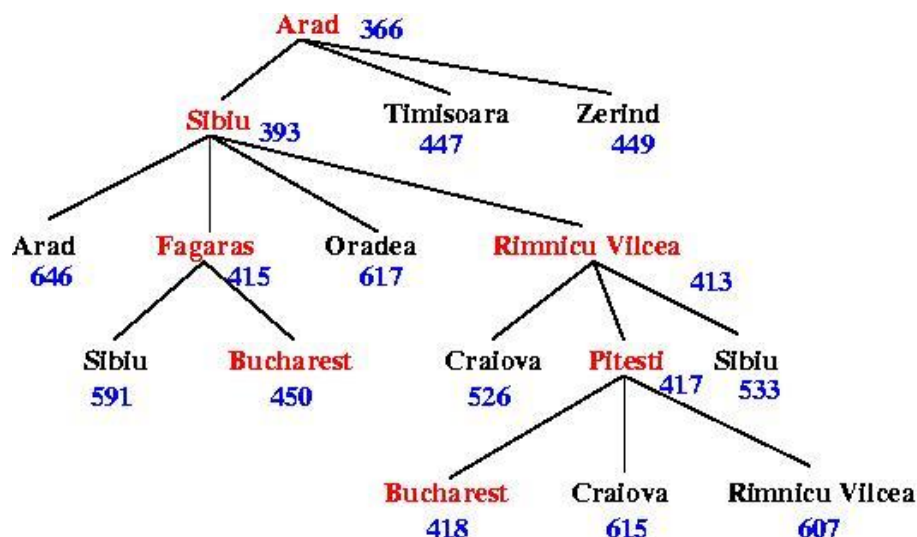 Arad 366
Sibiu 393 Timisoara Zerind
447 449
Arad Fagaras Oradea Rimnicu Vilcea
646 415 617 413
Sibiu Bucharest Craiova Pitesti Sibiu
591 450 526 417 533
Bucharest Craiova Rimnicu Vilcea
418 615 607